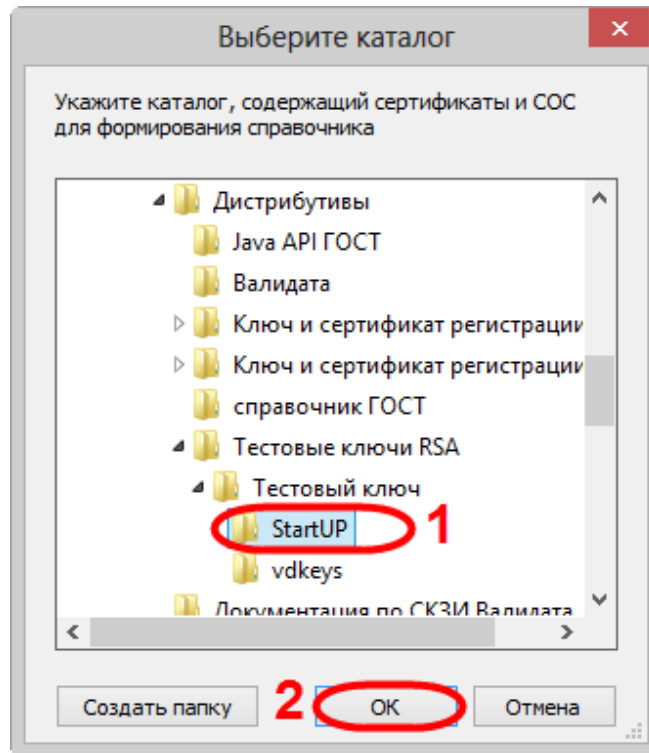 Выберите каталог
Укажите каталог, содержащий сертификаты и СОС
для формирования справочника
Дистрибутивы
Java API ГОСТ
Валидата
Ключ и сертификат регистрации
Ключ и сертификат регистрации
справочник ГОСТ
Тестовые ключи RSA
Тестовый ключ
StartUP 1
vdkeys
Документация по СКЗИ Валидата
Создать папку 2 OK Отмена